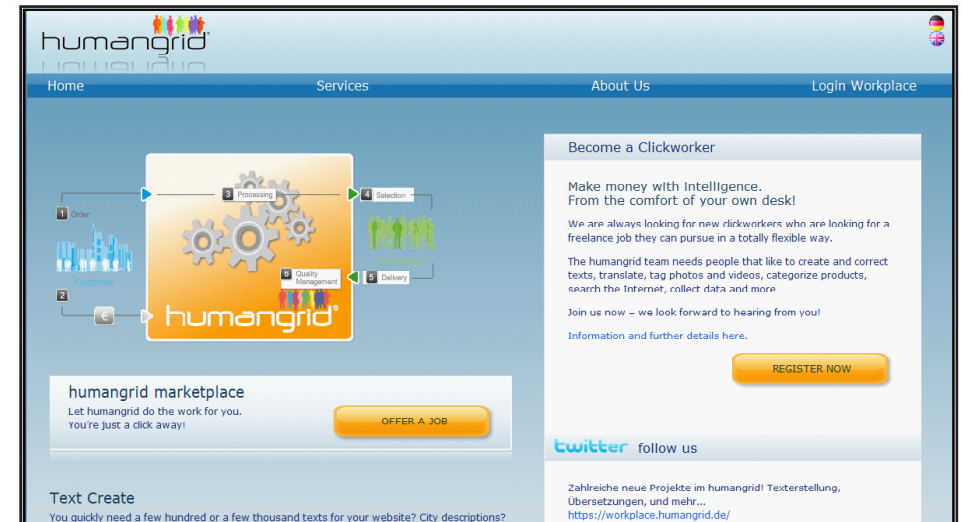 humangrid
Home Services About Us Login Workplace
1 Order
3 Processing
4 Selection
Customer
2
€
6 Quality
Management
5 Delivery
humangrid®
humangrid marketplace
Let humangrid do the work for you.
You're just a click away!
OFFER A JOB
Text Create
You quickly need a few hundred or a few thousand texts for your website? City descriptions?
Become a Clickworker
Make money with Intelligence.
From the comfort of your own desk!
We are always looking for new clickworkers who are looking for a
freelance job they can pursue in a totally flexible way.
The humangrid team needs people that like to create and correct
texts, translate, tag photos and videos, categorize products,
search the Internet, collect data and more
Join us now – we look forward to hearing from you!
Information and further details here.
REGISTER NOW
twitter follow us
Zahlreiche neue Projekte im humangrid! Texterstellung,
Übersetzungen, und mehr...
https://workplace.humangrid.de/